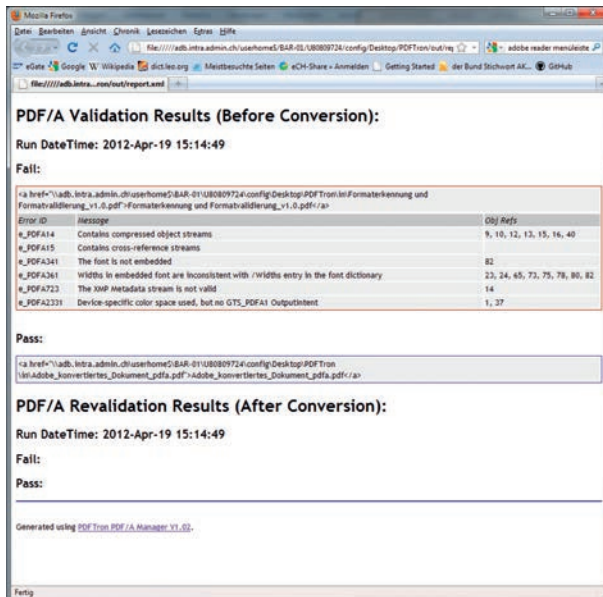 Mozilla Firefox
Datei Bearbeiten Ansicht Chronik Lesezeichen Extras Hilfe
file://///adb.intra.admin.ch/userhome$/BAR-01/U80809724/config/Desktop/PDFTron/out/rep adobe reader menüleiste
eGate Google W Wikipedia dict.leo.org Meistbesuchte Seiten eCH-Share » Anmelden Getting Started der Bund Stichwort AK... GitHub
file://///adb.intra...ron/out/report.xml
PDF/A Validation Results (Before Conversion):
Run DateTime: 2012-Apr-19 15:14:49
Fail:
<a href="\\adb.intra.admin.ch\userhome$\BAR-01\U80809724\config\Desktop\PDFTron\in\Formaterkennung und
Formatvalidierung_v1.0.pdf">Formaterkennung und Formatvalidierung_v1.0.pdf</a>
Error ID Message Obj Refs
e_PDFA14 Contains compressed object streams 9, 10, 12, 13, 15, 16, 40
e_PDFA15 Contains cross-reference streams
e_PDFA341 The font is not embedded 82
e_PDFA361 Widths in embedded font are inconsistent with /Widths entry in the font dictionary 23, 24, 65, 73, 75, 78, 80, 82
e_PDFA723 The XMP Metadata stream is not valid 14
e_PDFA2331 Device-specific color space used, but no GTS_PDFA1 OutputIntent 1, 37
Pass:
<a href="\\adb.intra.admin.ch\userhome$\BAR-01\U80809724\config\Desktop\PDFTron
\in\Adobe_konvertiertes_Dokument_pdfa.pdf">Adobe_konvertiertes_Dokument_pdfa.pdf</a>
PDF/A Revalidation Results (After Conversion):
Run DateTime: 2012-Apr-19 15:14:49
Fail:
Pass:
Generated using PDFTron PDF/A Manager V1.02.
Fertig